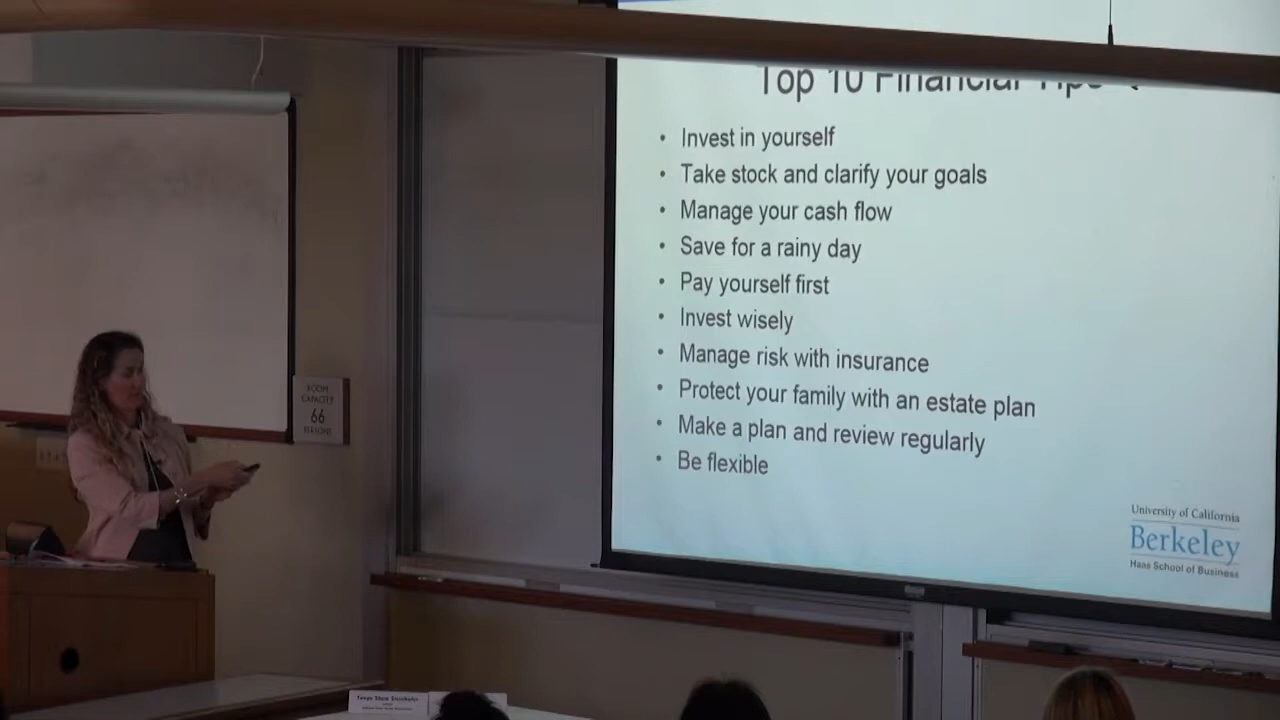 Top 10 Financial Tips
• Invest in yourself
• Take stock and clarify your goals
• Manage your cash flow
• Save for a rainy day
• Pay yourself first
• Invest wisely
• Manage risk with insurance
• Protect your family with an estate plan
• Make a plan and review regularly
• Be flexible
University of California
Berkeley
Haas School of Business
ROOM
CAPACITY
66
PERSONS